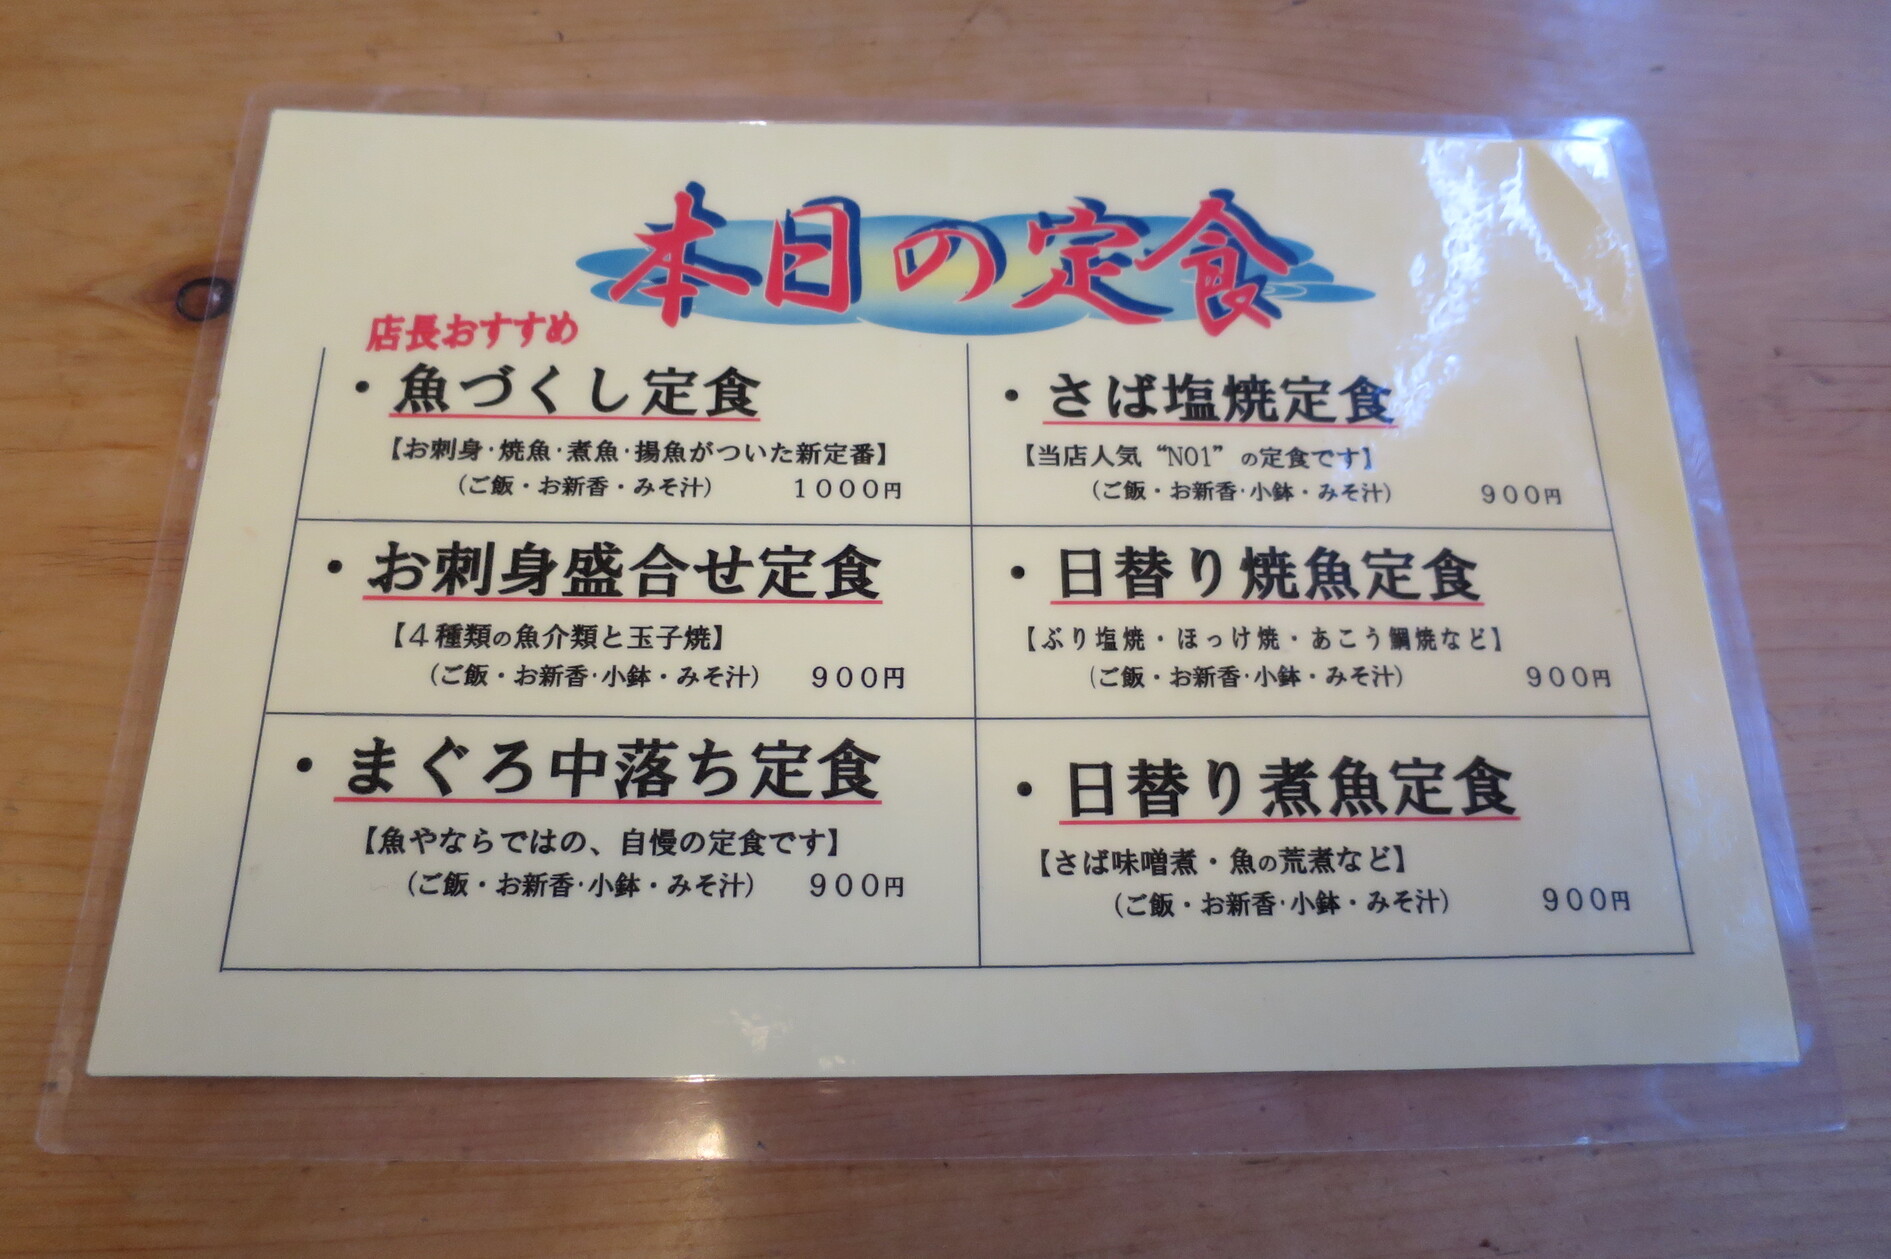 本日の定食
店長おすすめ
・魚づくし定食
【お刺身・焼魚・煮魚・揚魚がついた新定番】
(ご飯・お新香・みそ汁) 1000円
・お刺身盛合せ定食
【4種類の魚介類と玉子焼】
(ご飯・お新香・小鉢・みそ汁) 900円
・まぐろ中落ち定食
【魚やならではの、自慢の定食です】
(ご飯・お新香・小鉢・みそ汁) 900円
・さば塩焼定食
【当店人気“NO1”の定食です】
(ご飯・お新香・小鉢・みそ汁) 900円
・日替り焼魚定食
【ぶり塩焼・ほっけ焼・あこう鯛焼など】
(ご飯・お新香・小鉢・みそ汁) 900円
・日替り煮魚定食
【さば味噌煮・魚の荒煮など】
(ご飯・お新香・小鉢・みそ汁) 900円